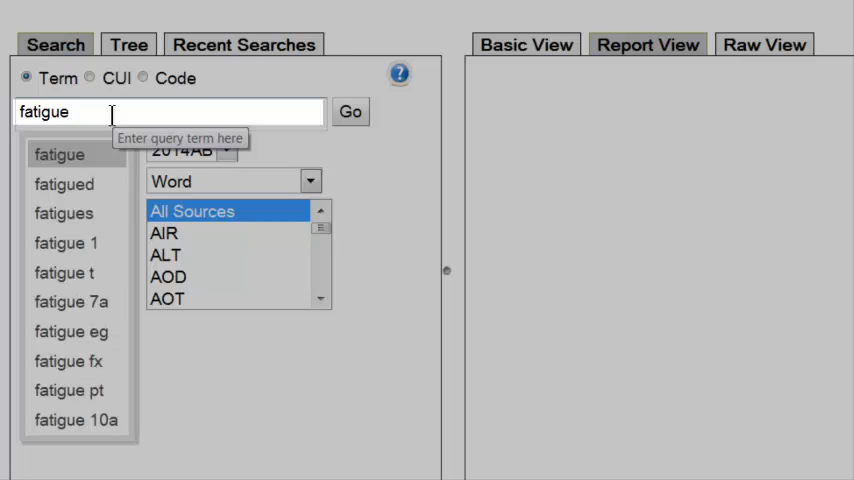 Search Tree Recent Searches Basic View Report View Raw View
Term CUI Code
fatigue Go
Enter query term here
fatigue
fatigued
fatigues
fatigue 1
fatigue t
fatigue 7a
fatigue eg
fatigue fx
fatigue pt
fatigue 10a
2014AB
Word
All Sources
AIR
ALT
AOD
AOT